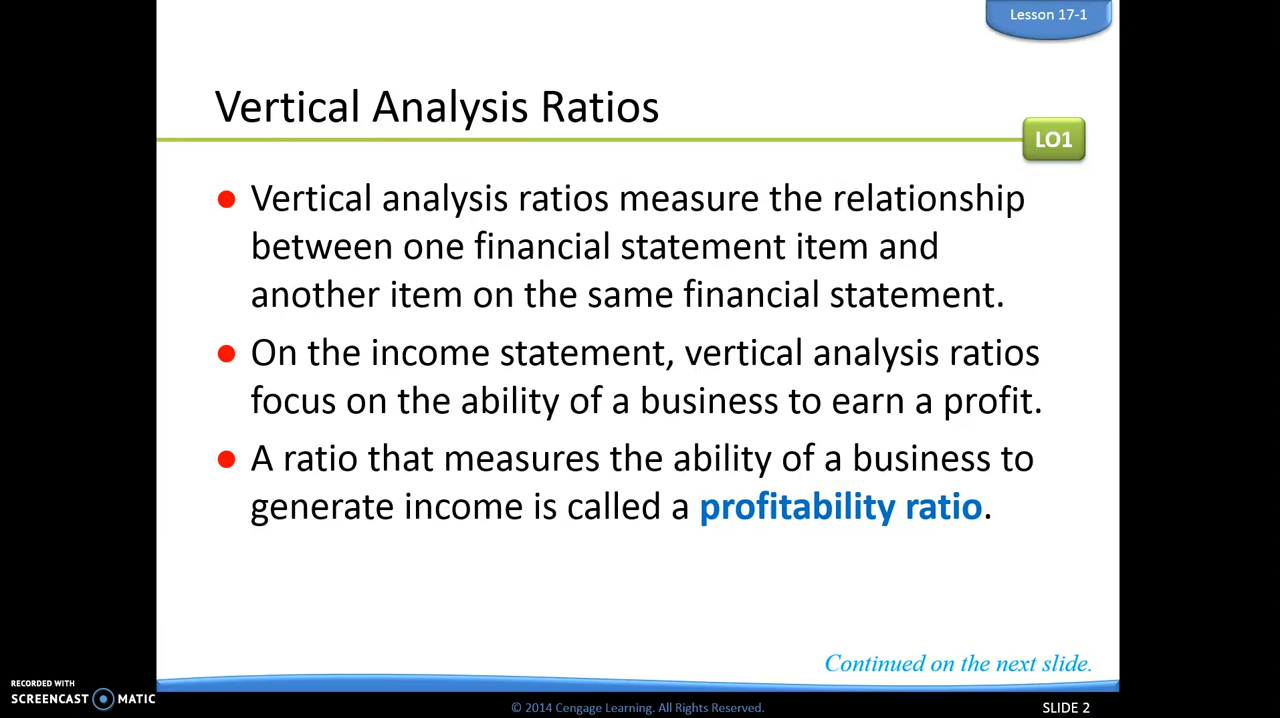 Lesson 17-1
Vertical Analysis Ratios
LO1
● Vertical analysis ratios measure the relationship
between one financial statement item and
another item on the same financial statement.
● On the income statement, vertical analysis ratios
focus on the ability of a business to earn a profit.
● A ratio that measures the ability of a business to
generate income is called a profitability ratio.
Continued on the next slide.
RECORDED WITH
SCREENCAST MATIC
© 2014 Cengage Learning. All Rights Reserved.
SLIDE 2